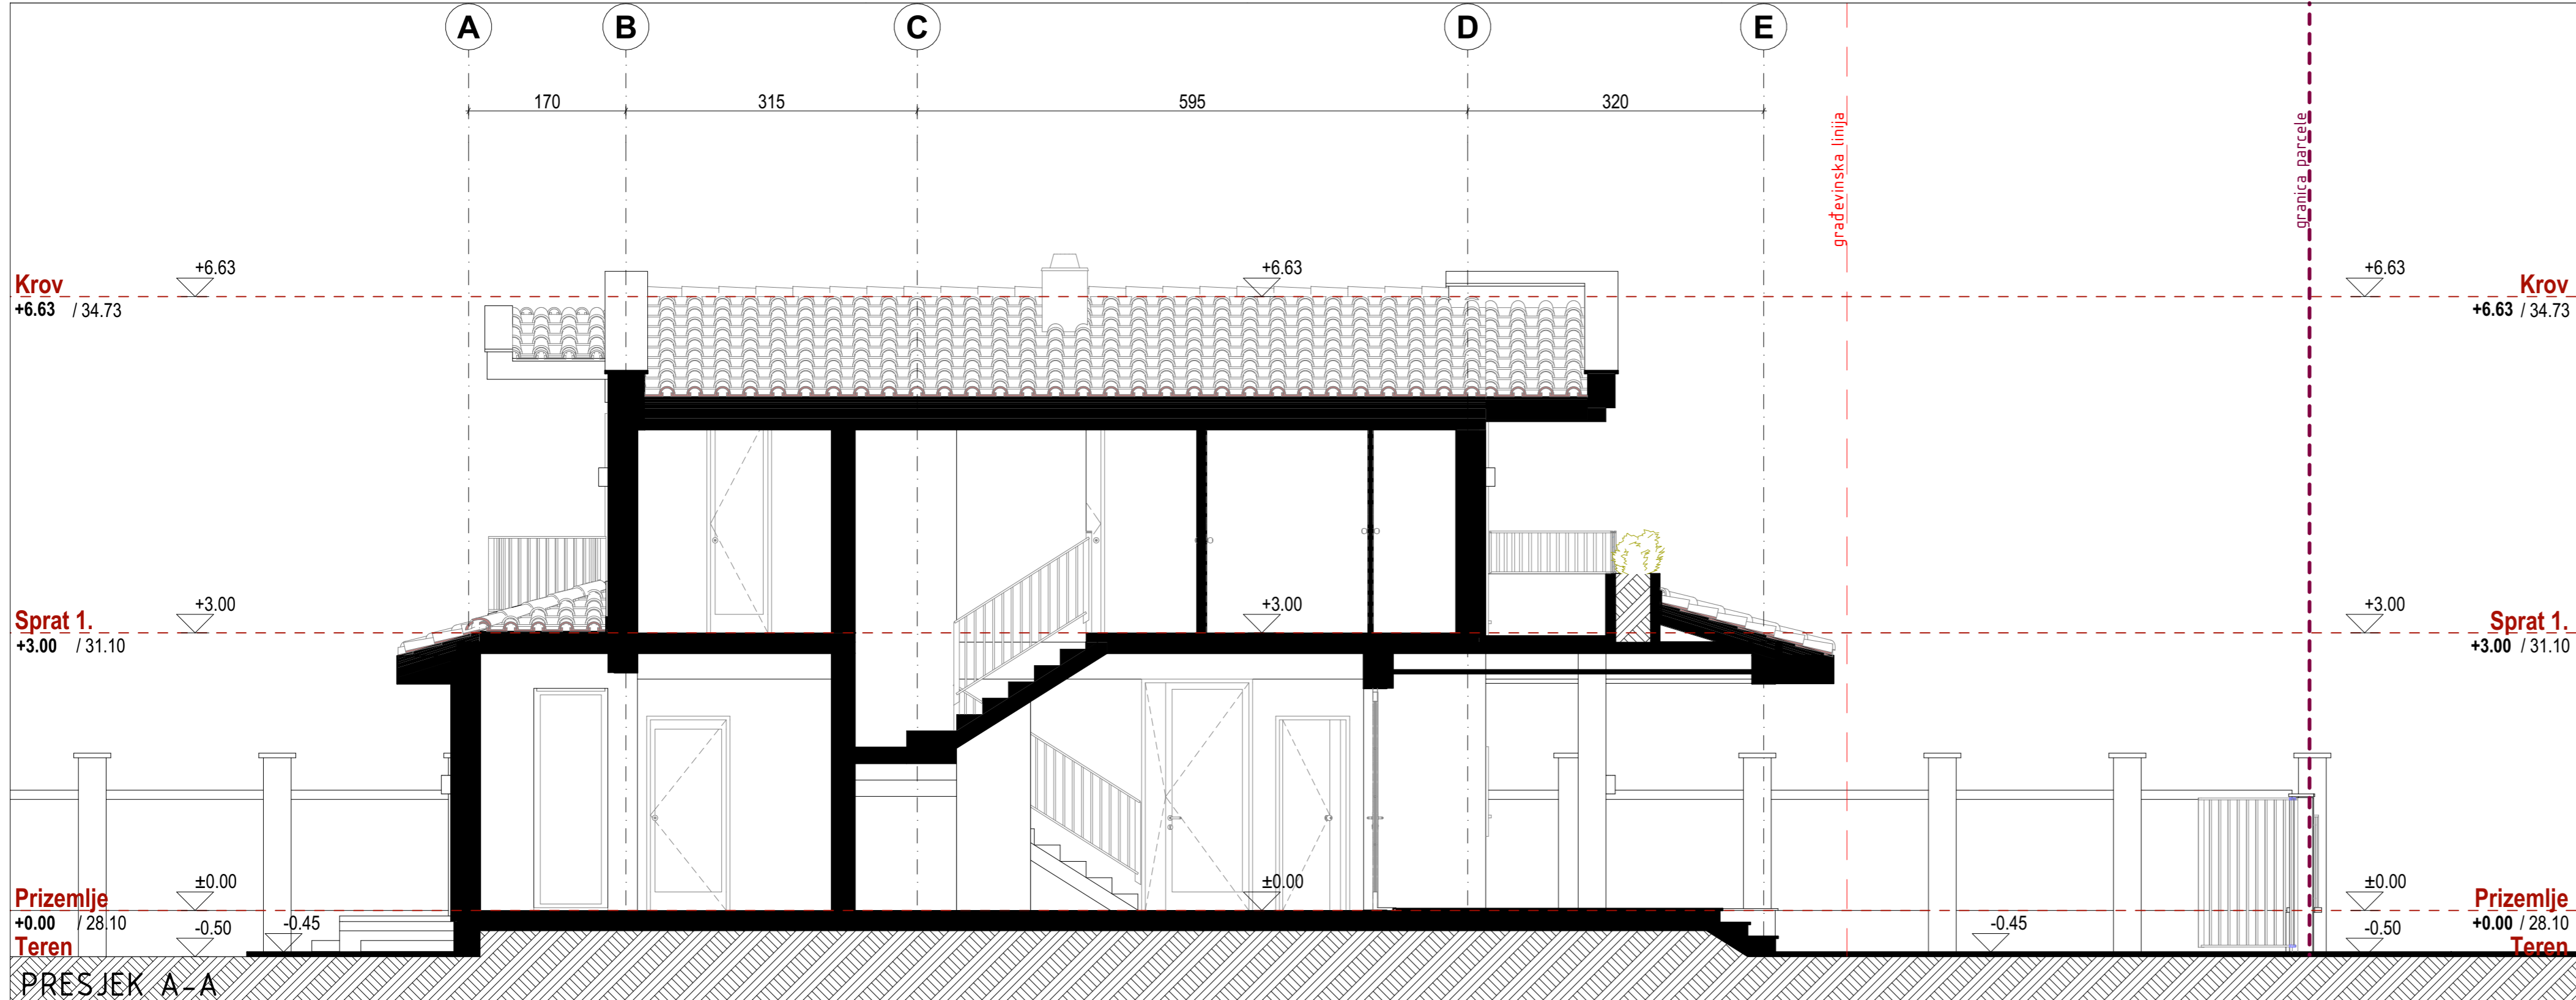 A B C D E
170 315 595 320
građevinska linija
granica parcele
+6.63 +6.63 +6.63
Krov Krov
+6.63 / 34.73 +6.63 / 34.73
+3.00 +3.00 +3.00
Sprat 1. Sprat 1.
+3.00 / 31.10 +3.00 / 31.10
±0.00 ±0.00 ±0.00
Prizemlje Prizemlje
+0.00 / 28.10 +0.00 / 28.10
-0.50 -0.45 -0.45 -0.50
Teren Teren
PRESJEK A-A